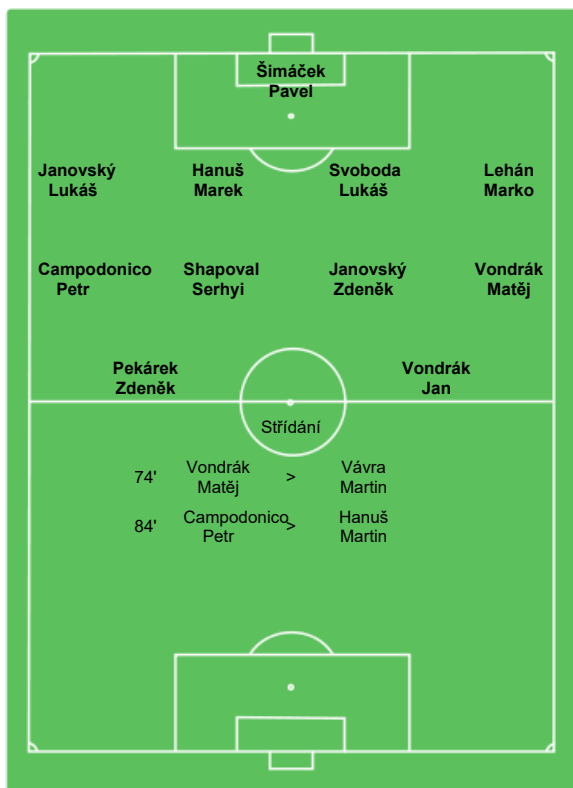 Šimáček
Pavel
Janovský Hanuš Svoboda Lehán
Lukáš Marek Lukáš Marko
Campodonico Shapoval Janovský Vondrák
Petr Serhyi Zdeněk Matěj
Pekárek Vondrák
Zdeněk Jan
Střídání
74' Vondrák > Vávra
Matěj Martin
84' Campodonico > Hanuš
Petr Martin